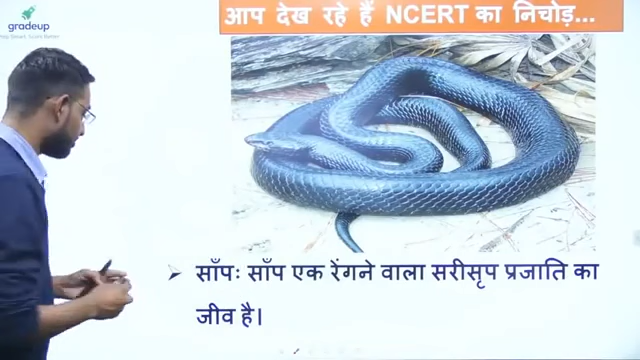 gradeup
आप देख रहे हैं NCERT का निचोड़...
साँपः साँप एक रेंगने वाला सरीसृप प्रजाति का
जीव है।